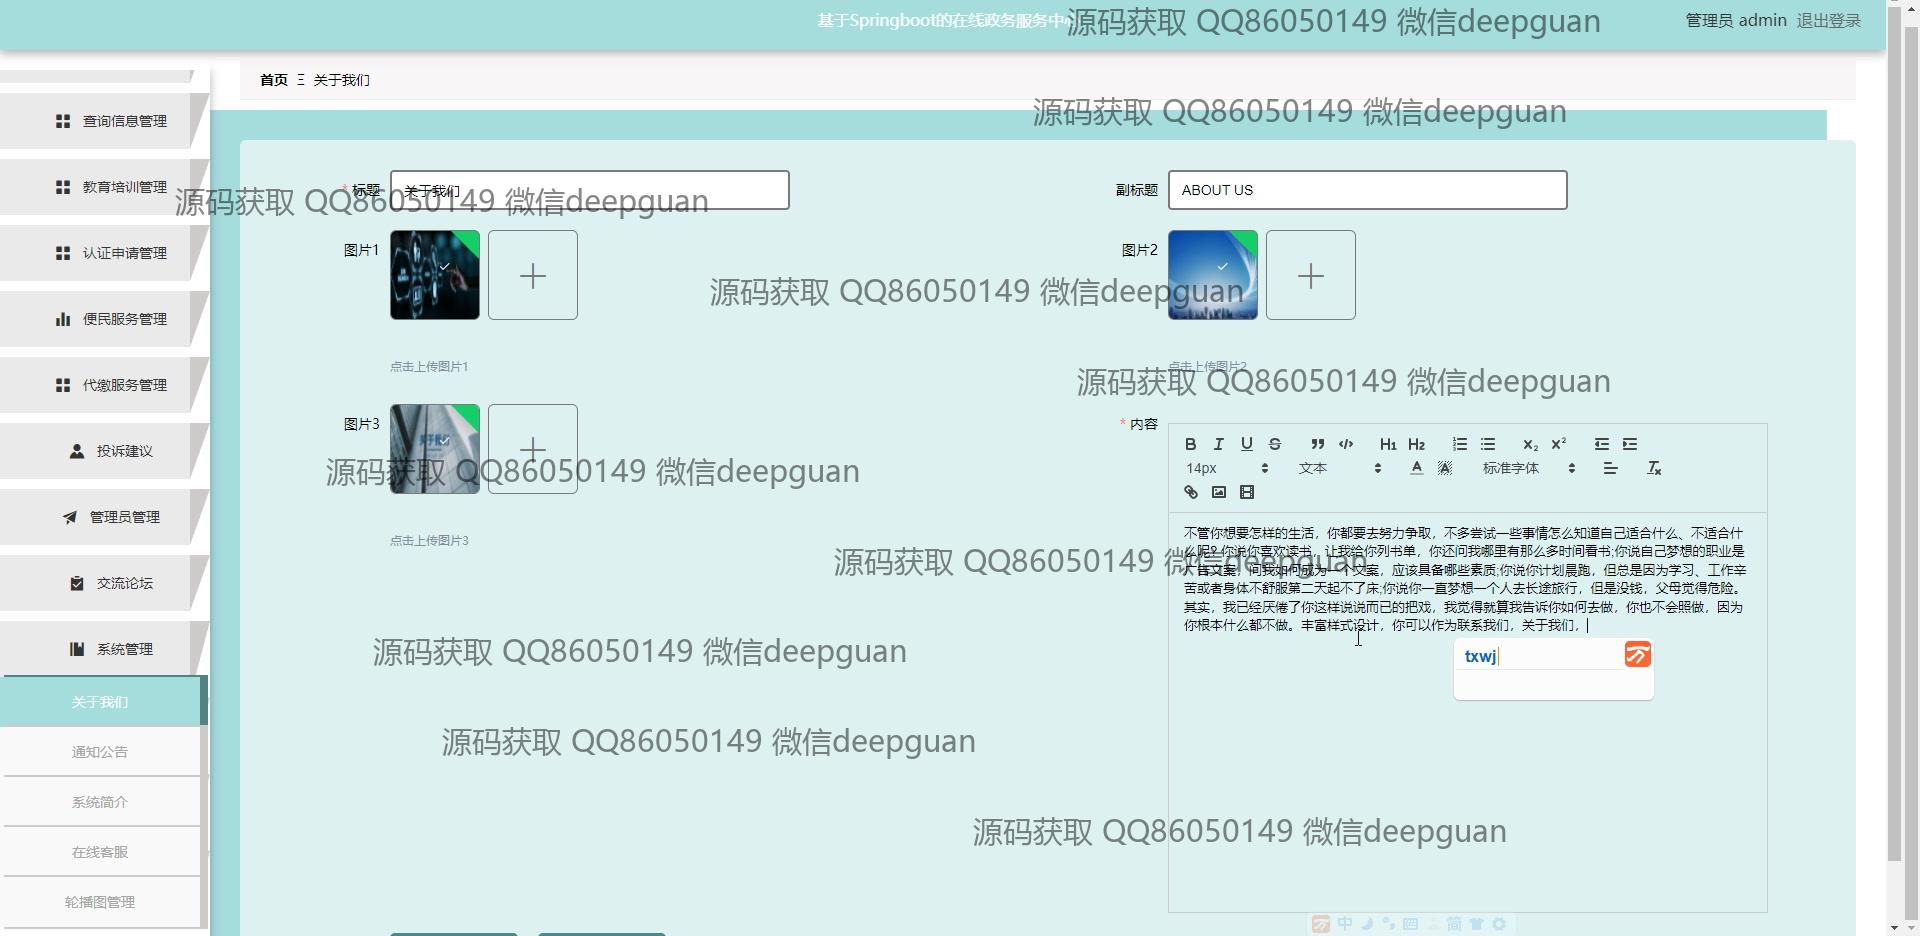 基于Springboot的在线政务服务中心
源码获取 QQ86050149 微信deepguan
管理员 admin 退出登录
首页 Ξ 关于我们
源码获取 QQ86050149 微信deepguan
查询信息管理
教育培训管理
认证申请管理
便民服务管理
代缴服务管理
投诉建议
管理员管理
交流论坛
系统管理
关于我们
通知公告
系统简介
在线客服
轮播图管理
* 标题 关于我们
副标题 ABOUT US
源码获取 QQ86050149 微信deepguan
图片1
图片2
源码获取 QQ86050149 微信deepguan
点击上传图片1
点击上传图片2
源码获取 QQ86050149 微信deepguan
图片3
* 内容
源码获取 QQ86050149 微信deepguan
点击上传图片3
B I U S H1 H2 X₂ X²
14px 文本 A A 标准字体
不管你想要怎样的生活，你都要去努力争取，不多尝试一些事情怎么知道自己适合什么、不适合什
么呢? 你说你喜欢读书，让我给你列书单，你还问我哪里有那么多时间看书;你说自己梦想的职业是
广告文案，问我如何成为一个文案，应该具备哪些素质;你说你计划晨跑，但总是因为学习、工作辛
苦或者身体不舒服第二天起不了床;你说你一直梦想一个人去长途旅行，但是没钱，父母觉得危险。
其实，我已经厌倦了你这样说说而已的把戏，我觉得就算我告诉你如何去做，你也不会照做，因为
你根本什么都不做。丰富样式设计，你可以作为联系我们，关于我们，
txwj
源码获取 QQ86050149 微信deepguan
源码获取 QQ86050149 微信deepguan
源码获取 QQ86050149 微信deepguan
源码获取 QQ86050149 微信deepguan
中 简